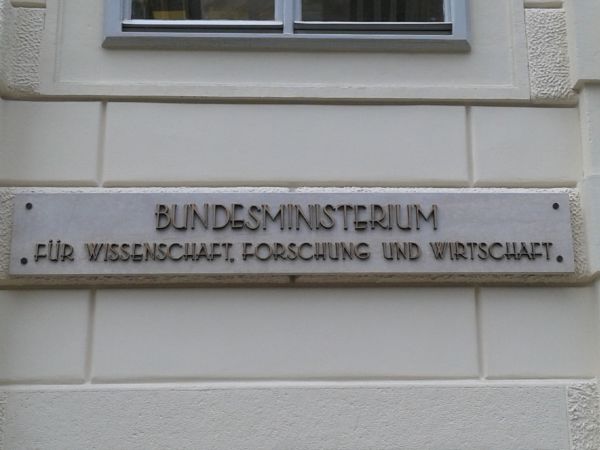 BUNDESMINISTERIUM
FÜR WISSENSCHAFT, FORSCHUNG UND WIRTSCHAFT